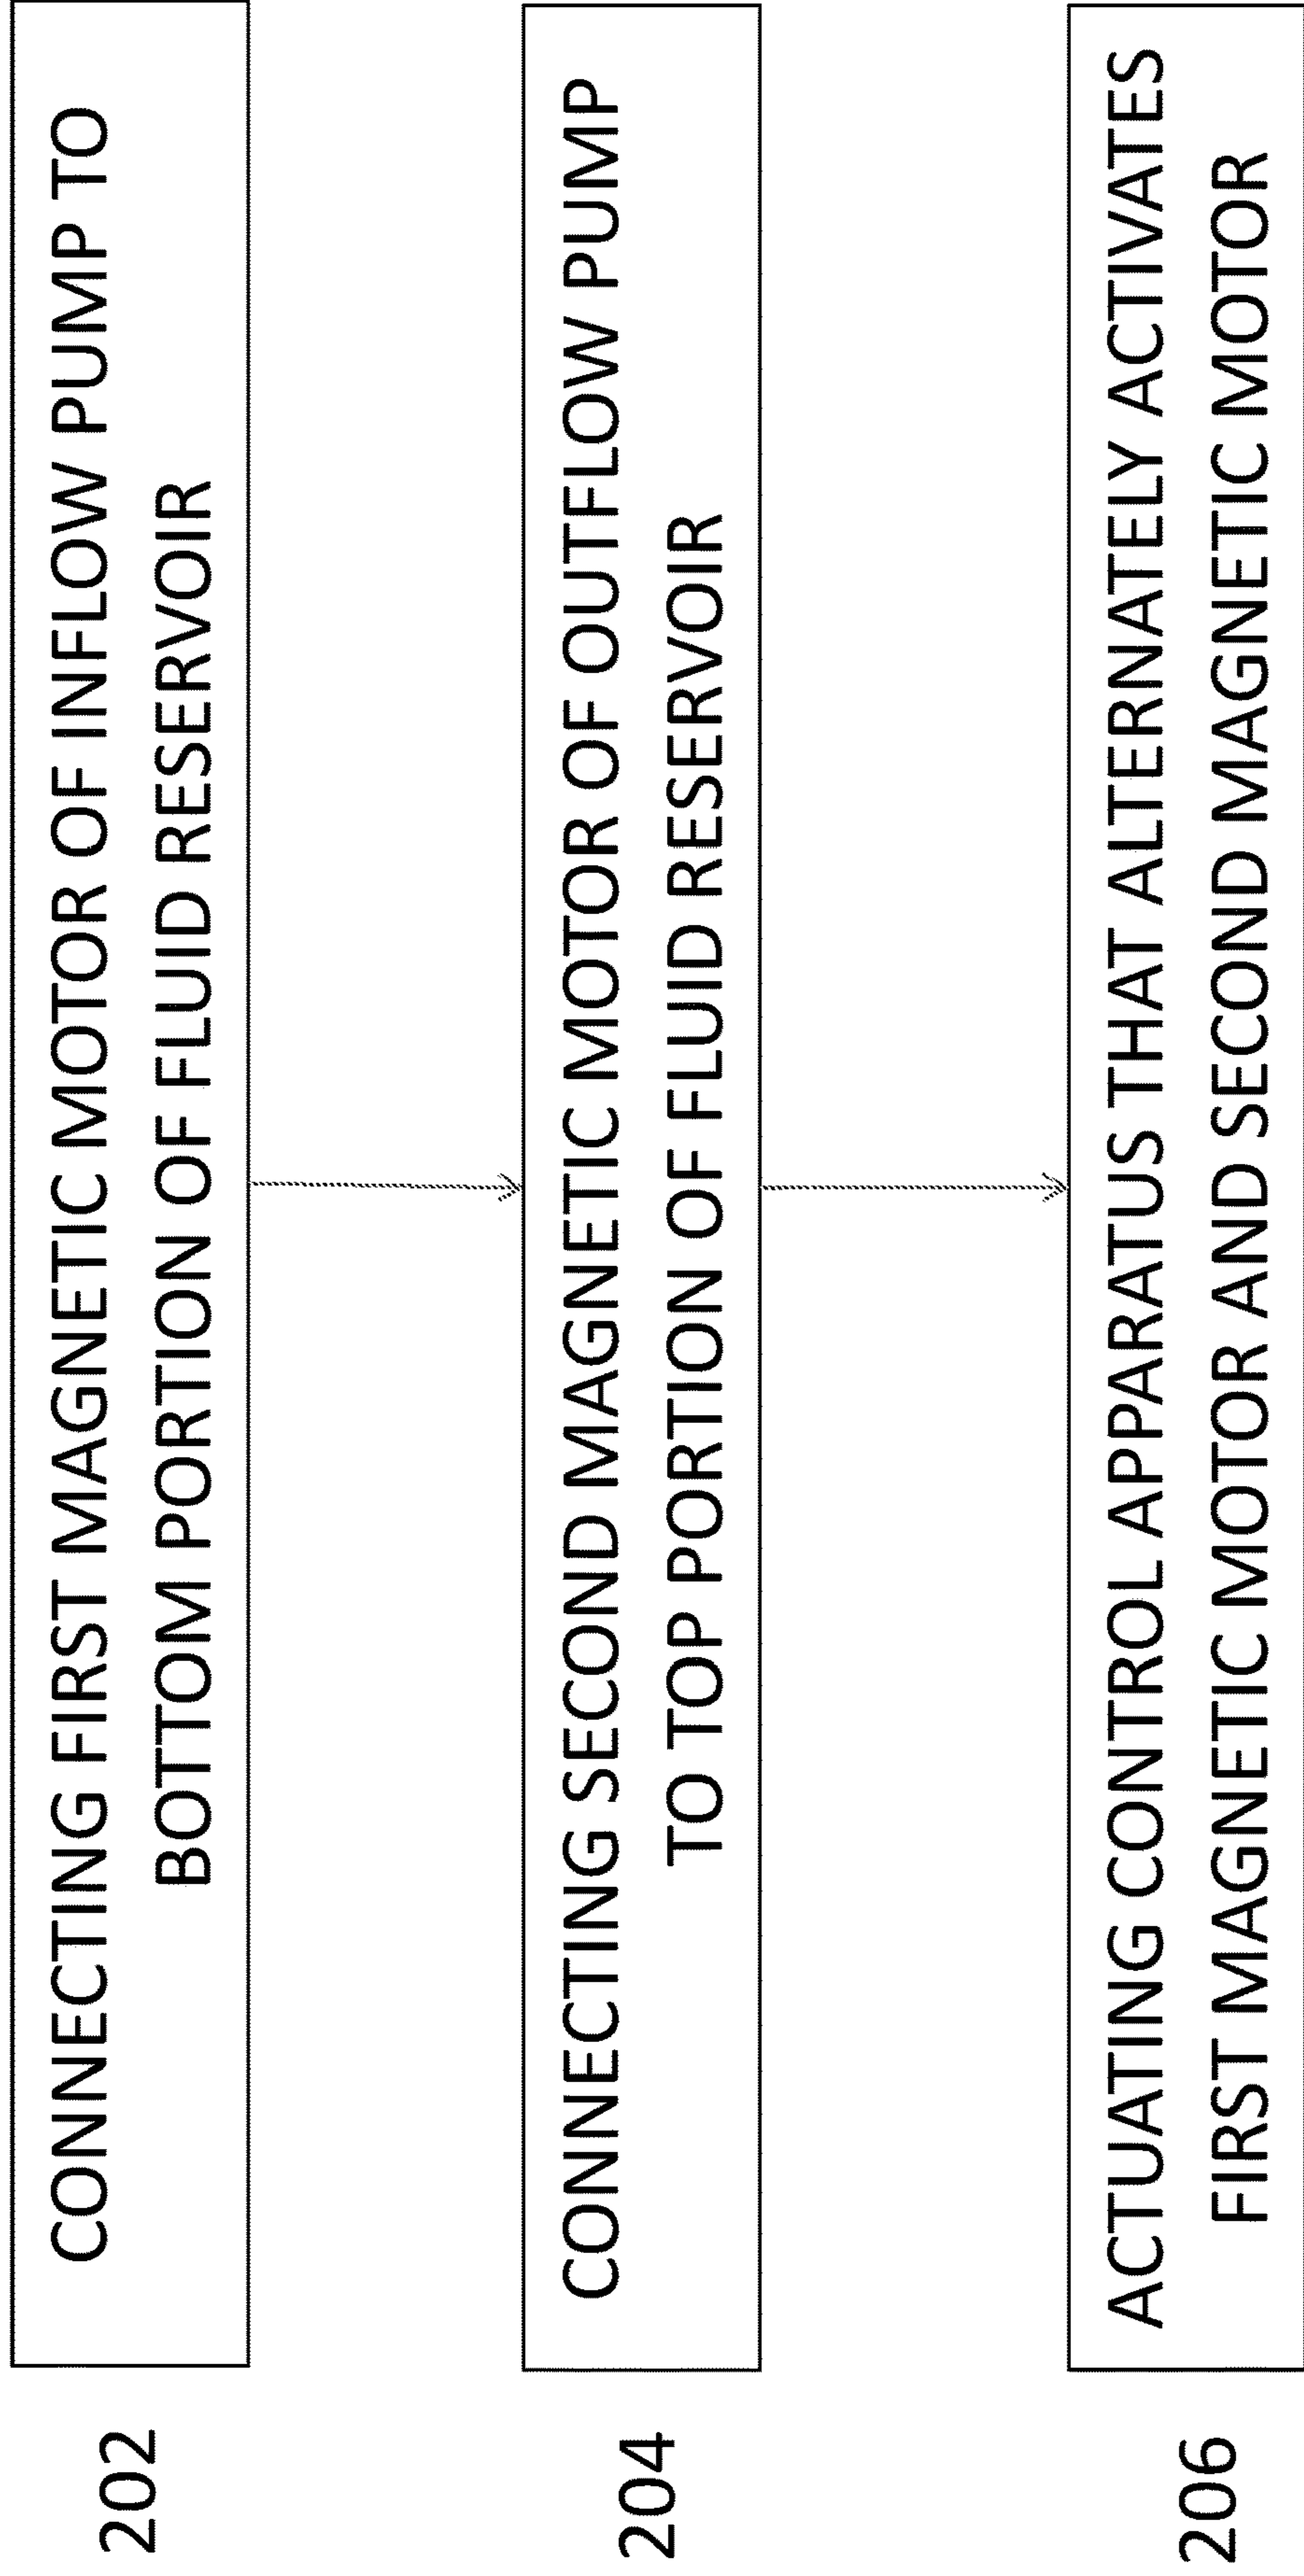 202
CONNECTING FIRST MAGNETIC MOTOR OF INFLOW PUMP TO
BOTTOM PORTION OF FLUID RESERVOIR
204
CONNECTING SECOND MAGNETIC MOTOR OF OUTFLOW PUMP
TO TOP PORTION OF FLUID RESERVOIR
206
ACTUATING CONTROL APPARATUS THAT ALTERNATELY ACTIVATES
FIRST MAGNETIC MOTOR AND SECOND MAGNETIC MOTOR